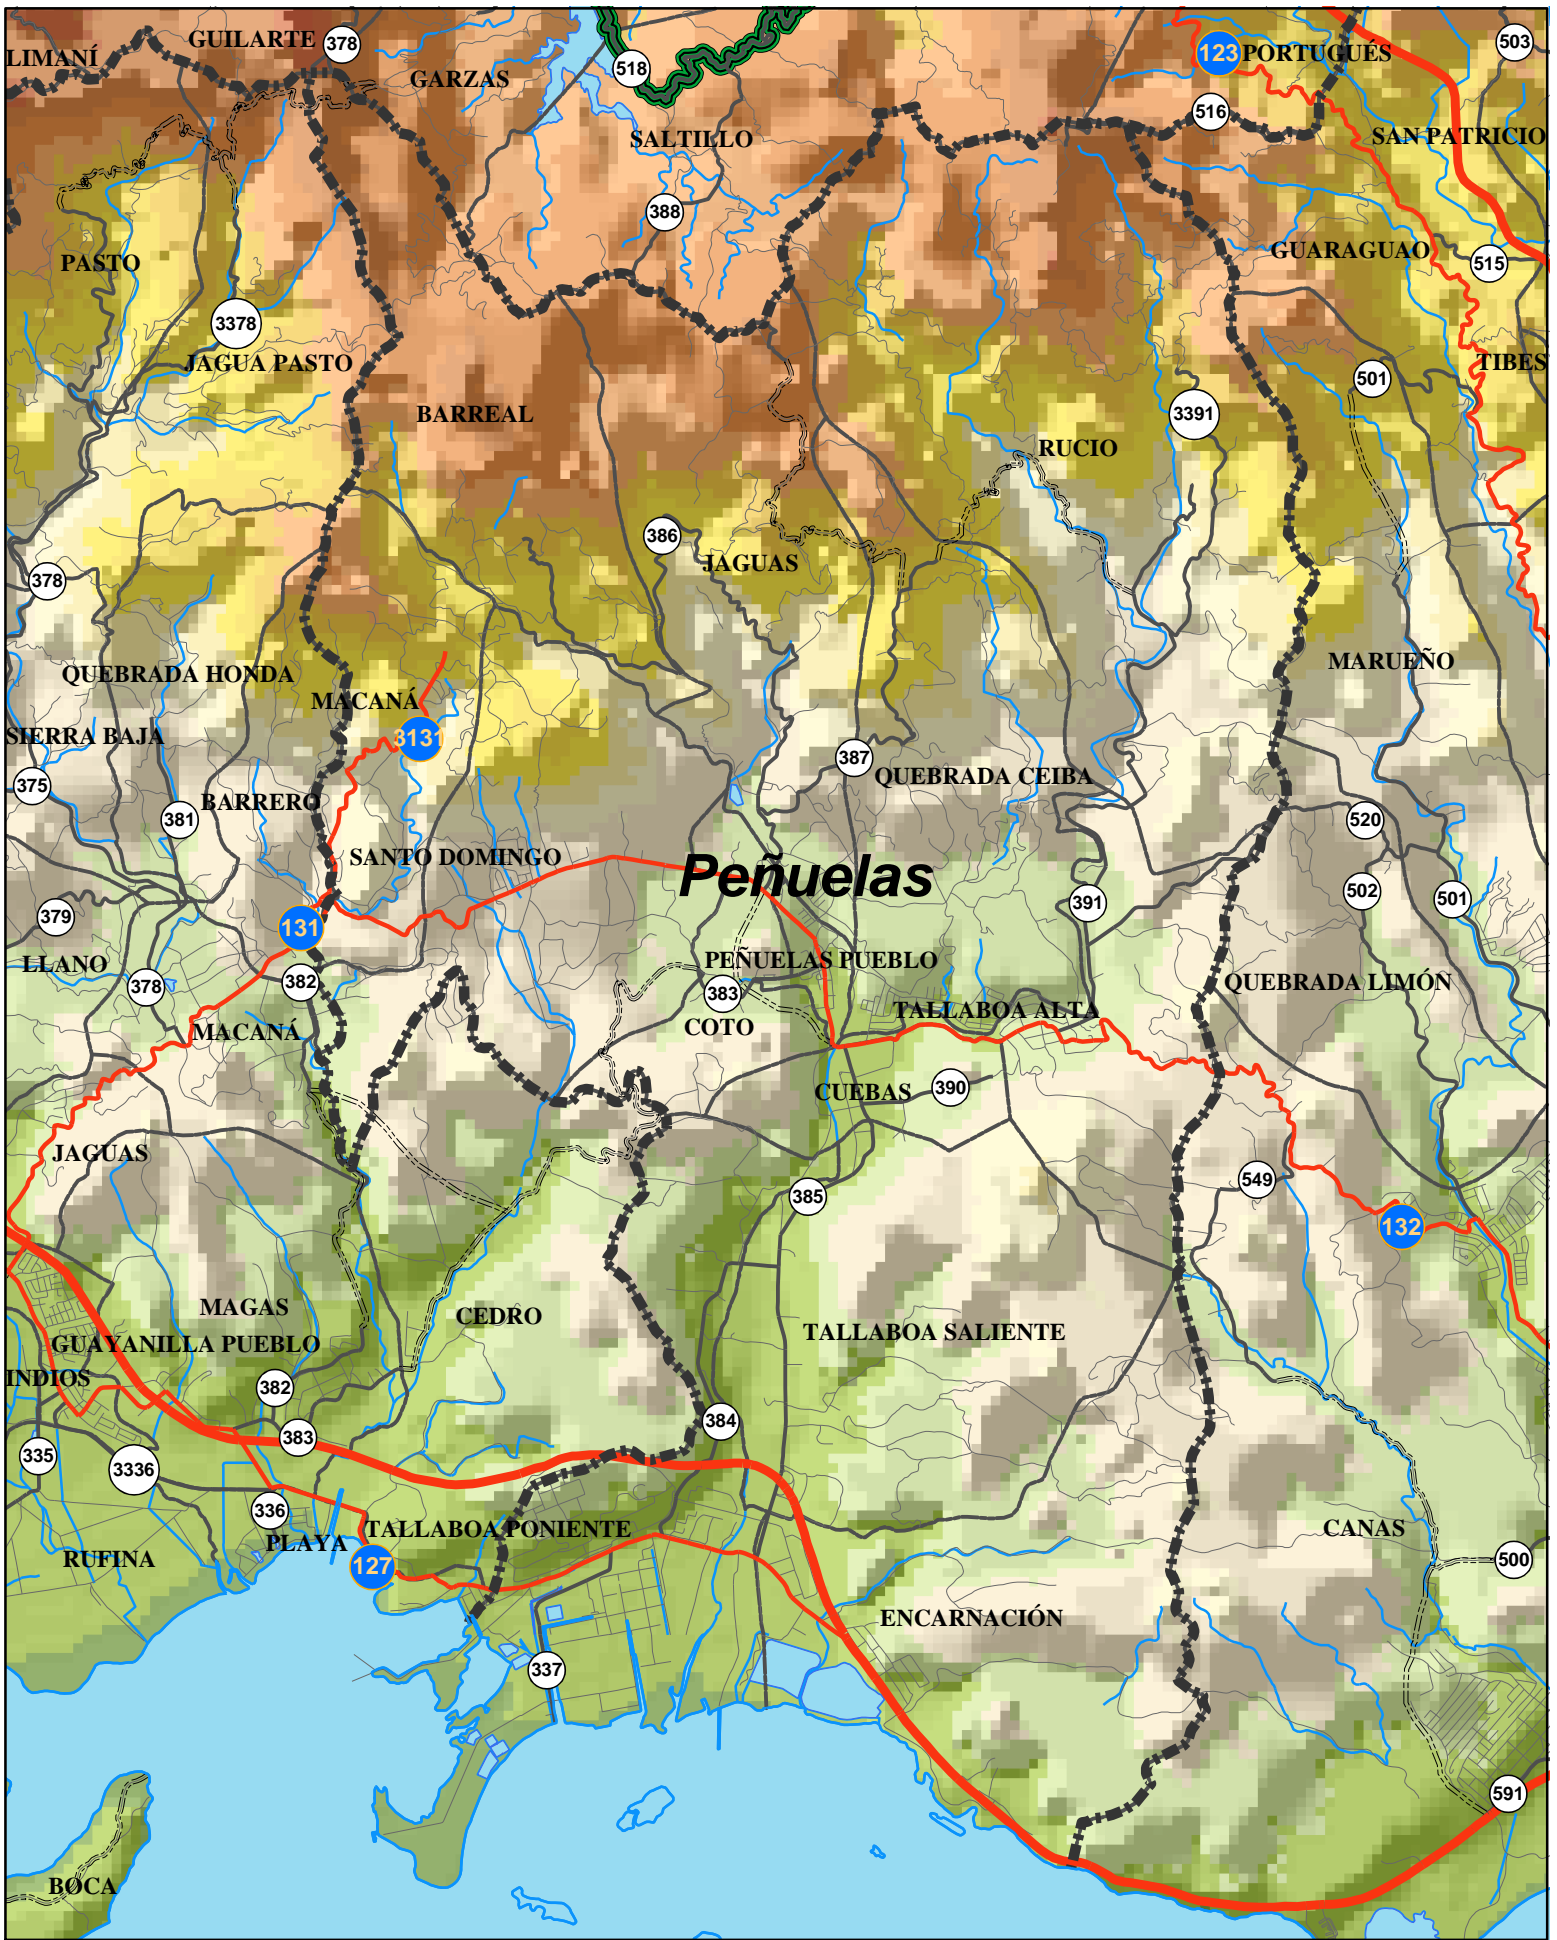 GUILARTE
378
LIMANÍ
GARZAS
518
123
PORTUGUÉS
503
516
SALTILLO
SAN PATRICIO
388
PASTO
GUARAGUAO
515
3378
JAGUA PASTO
TIBES
501
BARREAL
3391
RUCIO
386
JAGUAS
378
QUEBRADA HONDA
MARUEÑO
MACANÁ
SIERRA BAJA
3131
387
QUEBRADA CEIBA
375
BARRERO
381
520
SANTO DOMINGO
Peñuelas
502
501
391
379
131
LLANO
PEÑUELAS PUEBLO
378
382
383
QUEBRADA LIMÓN
TALLABOA ALTA
MACANÁ
COTO
CUEBAS
390
JAGUAS
549
385
132
MAGAS
CEDRO
TALLABOA SALIENTE
GUAYANILLA PUEBLO
INDIOS
382
384
383
335
3336
336
PLAYA
TALLABOA PONIENTE
CANAS
RUFINA
127
500
ENCARNACIÓN
337
591
BOCA